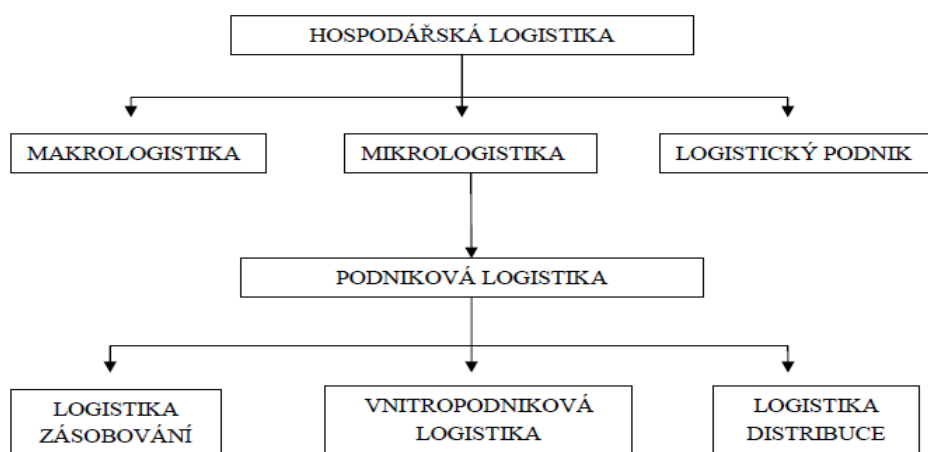 HOSPODÁŘSKÁ LOGISTIKA
MAKROLOGISTIKA
MIKROLOGISTIKA
LOGISTICKÝ PODNIK
PODNIKOVÁ LOGISTIKA
LOGISTIKA
ZÁSOBOVÁNÍ
VNITROPODNIKOVÁ
LOGISTIKA
LOGISTIKA
DISTRIBUCE